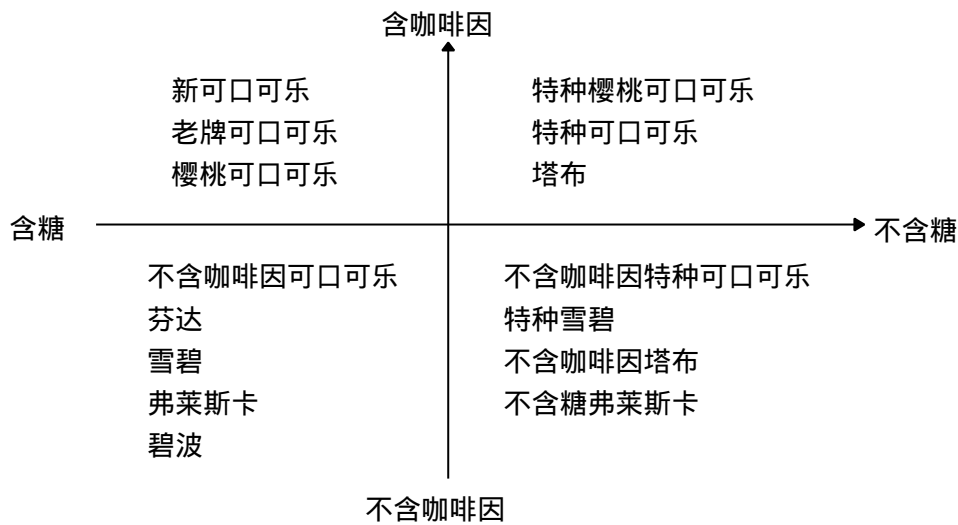 含咖啡因
新可口可乐
老牌可口可乐
樱桃可口可乐
特种樱桃可口可乐
特种可口可乐
塔布
含糖
不含糖
不含咖啡因可口可乐
芬达
雪碧
弗莱斯卡
碧波
不含咖啡因特种可口可乐
特种雪碧
不含咖啡因塔布
不含糖弗莱斯卡
不含咖啡因